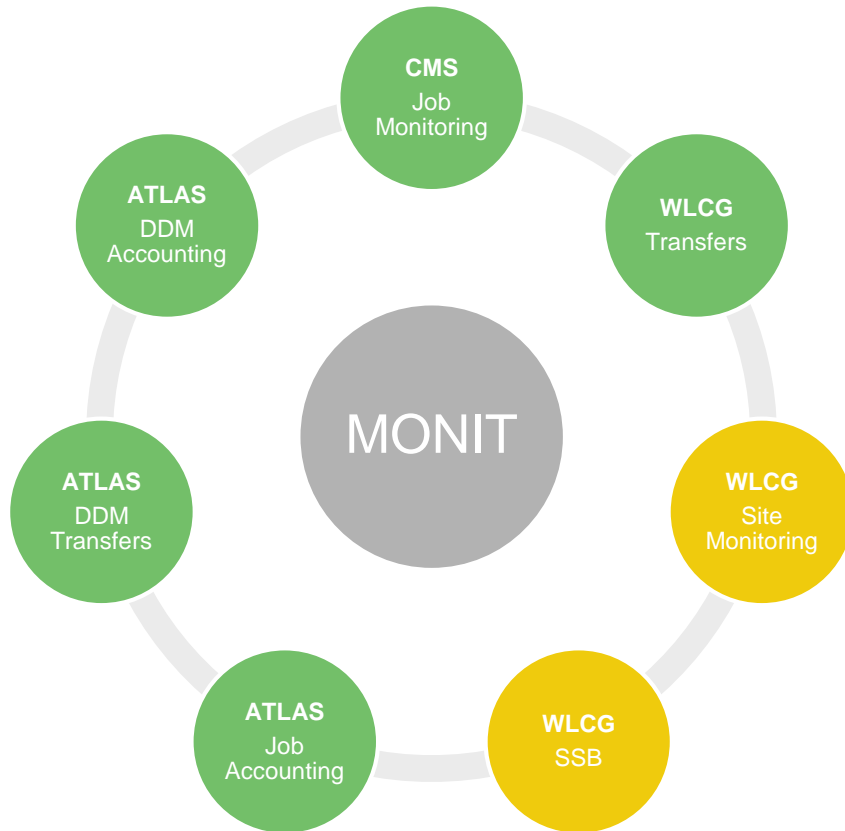 CMS
Job
Monitoring
WLCG
Transfers
WLCG
Site
Monitoring
WLCG
SSB
ATLAS
Job
Accounting
ATLAS
DDM
Transfers
ATLAS
DDM
Accounting
MONIT